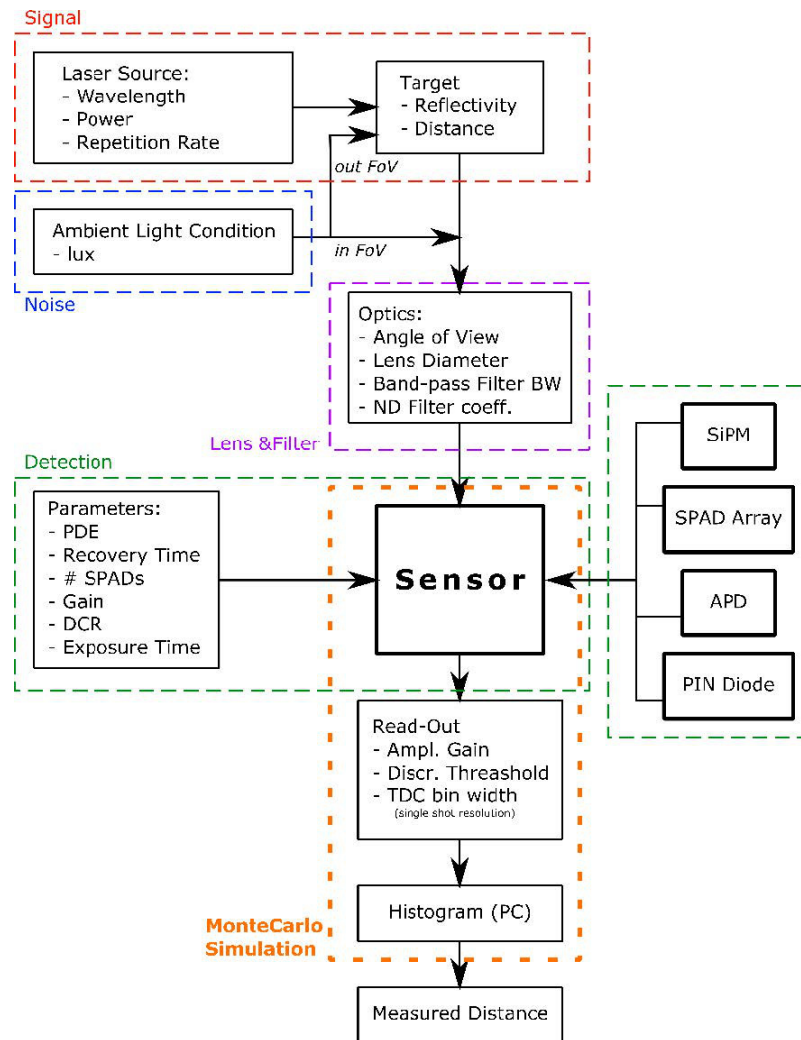 Signal
Laser Source:
- Wavelength
- Power
- Repetition Rate
Target
- Reflectivity
- Distance
out FoV
Ambient Light Condition
- lux
in FoV
Noise
Optics:
- Angle of View
- Lens Diameter
- Band-pass Filter BW
- ND Filter coeff.
Lens &Filter
Detection
Parameters:
- PDE
- Recovery Time
- # SPADs
- Gain
- DCR
- Exposure Time
Sensor
SiPM
SPAD Array
APD
PIN Diode
Read-Out
- Ampl. Gain
- Discr. Threashold
- TDC bin width
(single shot resolution)
Histogram (PC)
MonteCarlo
Simulation
Measured Distance